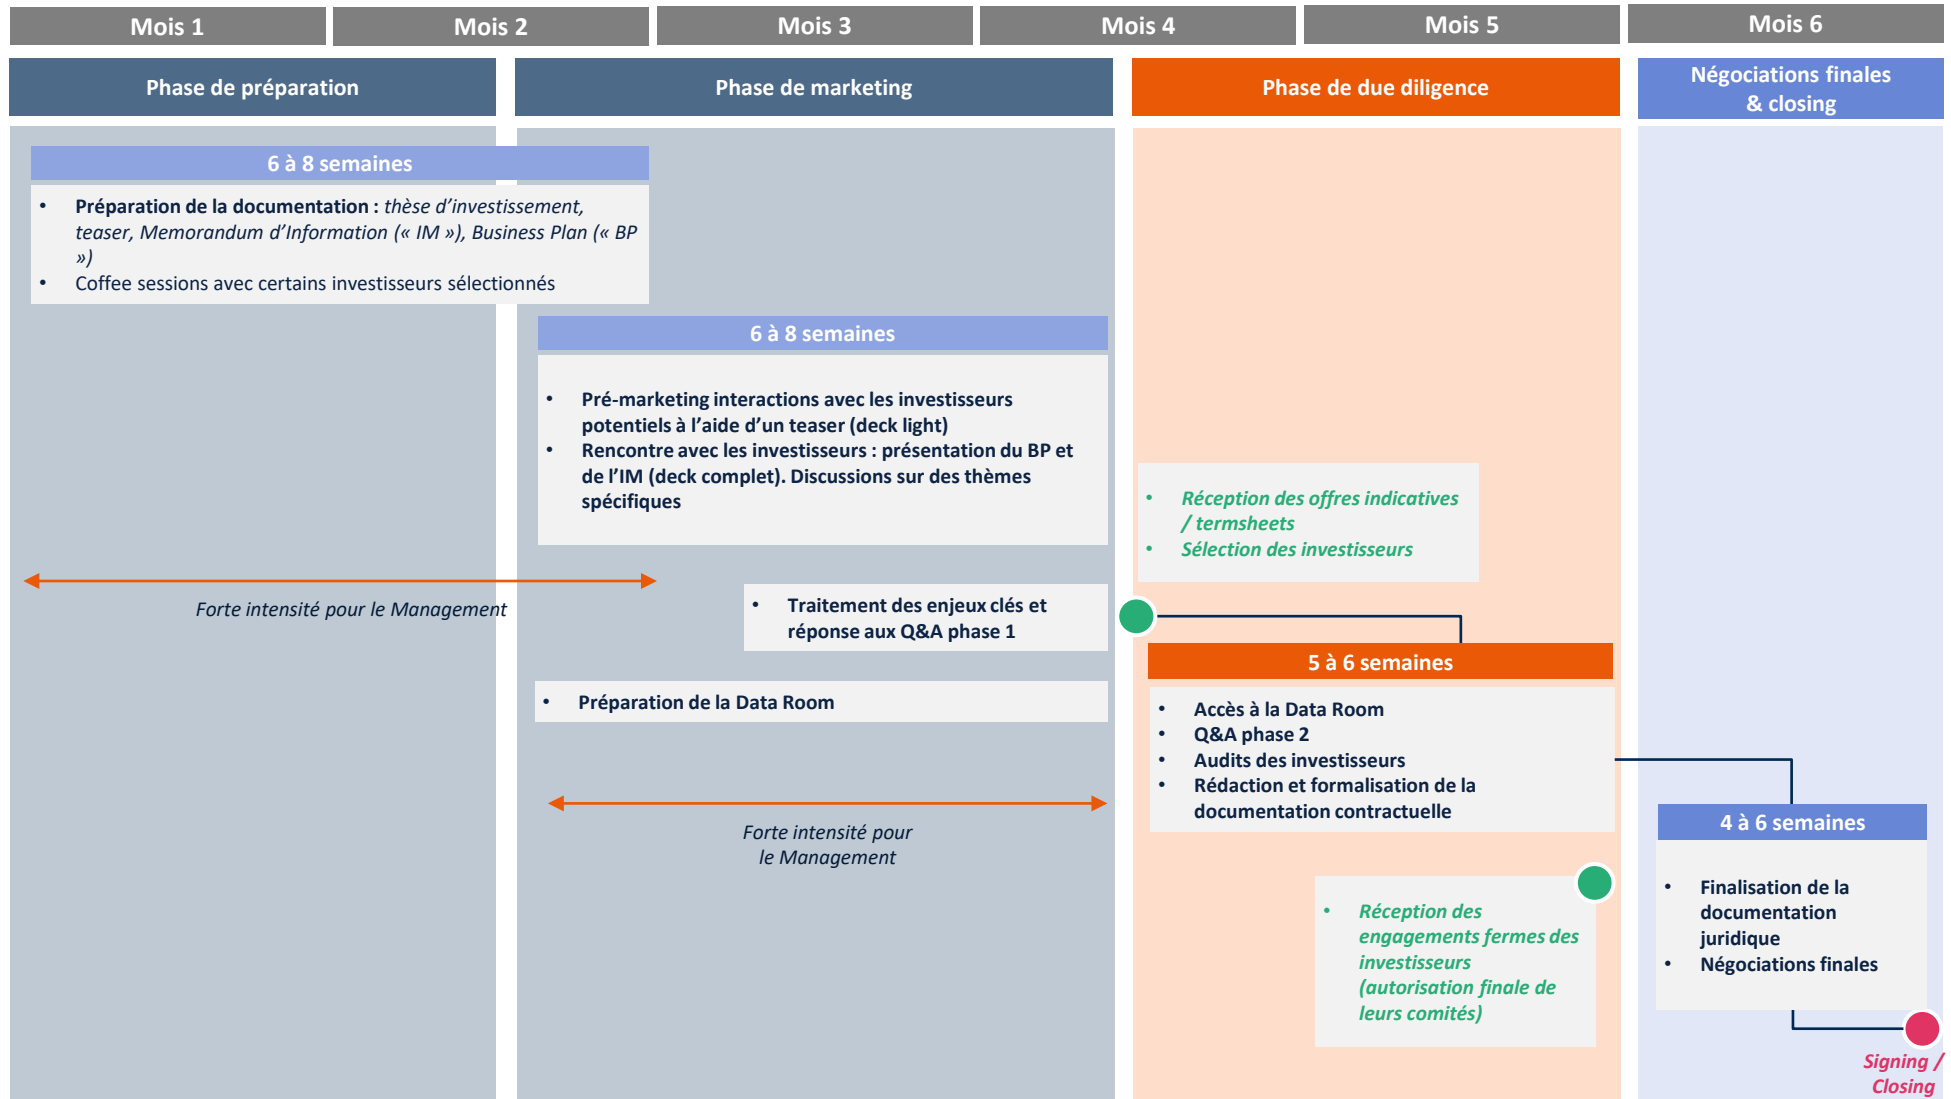 Mois 1
Mois 2
Mois 3
Mois 4
Mois 5
Mois 6
Phase de préparation
Phase de marketing
Phase de due diligence
Négociations finales
& closing
6 à 8 semaines
• Préparation de la documentation : thèse d’investissement,
teaser, Memorandum d’Information (« IM »), Business Plan (« BP
»)
• Coffee sessions avec certains investisseurs sélectionnés
6 à 8 semaines
• Pré-marketing interactions avec les investisseurs
potentiels à l’aide d’un teaser (deck light)
• Rencontre avec les investisseurs : présentation du BP et
de l’IM (deck complet). Discussions sur des thèmes
spécifiques
• Réception des offres indicatives
/ termsheets
• Sélection des investisseurs
Forte intensité pour le Management
• Traitement des enjeux clés et
réponse aux Q&A phase 1
5 à 6 semaines
• Préparation de la Data Room
• Accès à la Data Room
• Q&A phase 2
• Audits des investisseurs
• Rédaction et formalisation de la
documentation contractuelle
Forte intensité pour
le Management
4 à 6 semaines
• Finalisation de la
documentation
juridique
• Négociations finales
• Réception des
engagements fermes des
investisseurs
(autorisation finale de
leurs comités)
Signing /
Closing